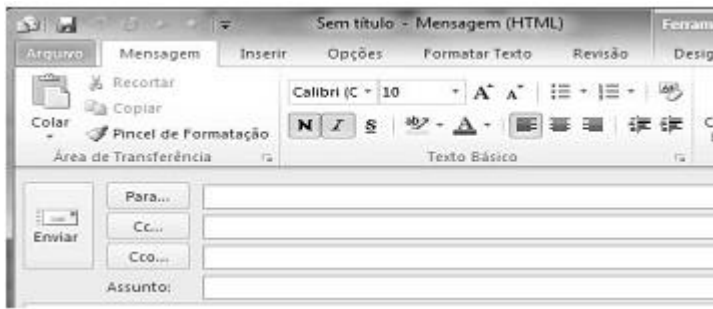 Sem título - Mensagem (HTML)
Ferram
Arquivo Mensagem Inserir Opções Formatar Texto Revisão Desig
Colar
Recortar
Copiar
Pincel de Formatação
Área de Transferência
Calibri (C 10 A A
N I S A
Texto Básico
Enviar
Para...
Cc...
Cco...
Assunto: